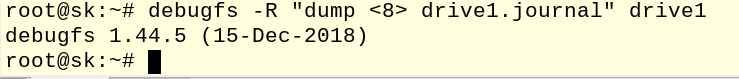 root@sk:~# debugfs -R "dump <8> drive1.journal" drive1
debugfs 1.44.5 (15-Dec-2018)
root@sk:~#